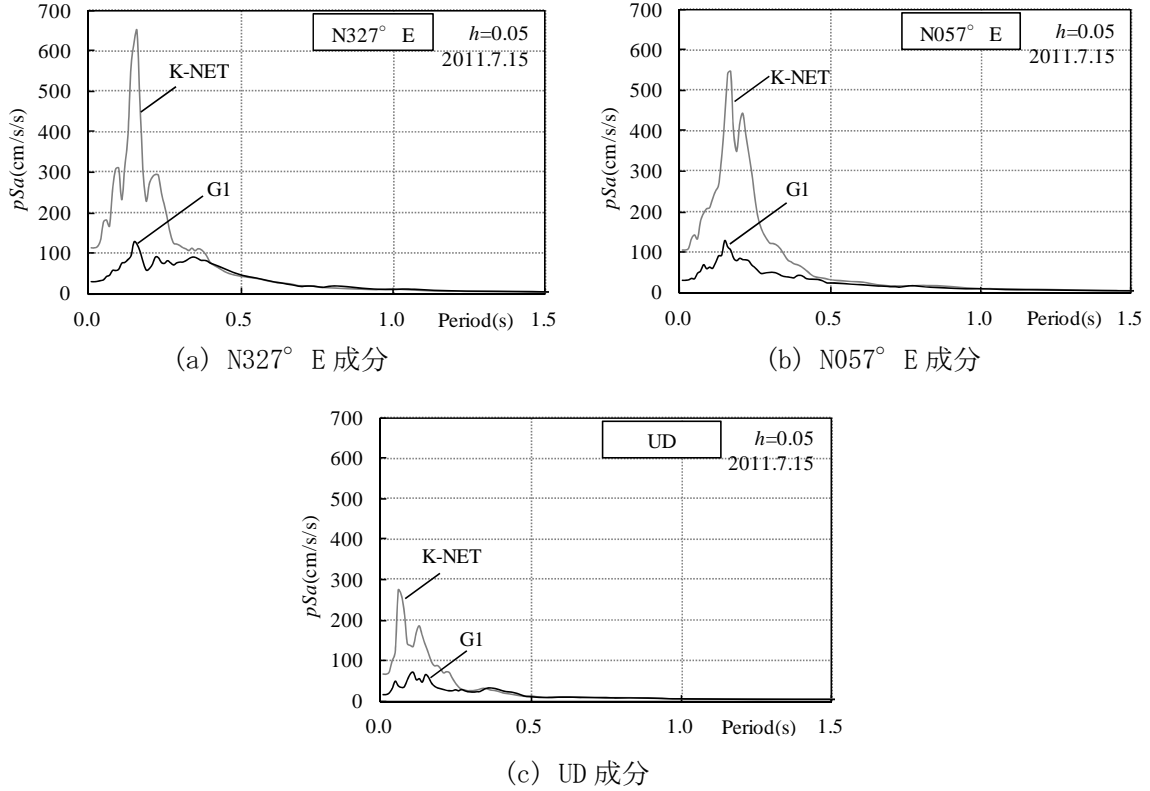 700
600
500
400
300
200
100
0
pSa(cm/s/s)
N327° E
h=0.05
2011.7.15
K-NET
G1
0.0
0.5
1.0
Period(s)
1.5
(a) N327° E 成分
700
600
500
400
300
200
100
0
pSa(cm/s/s)
N057° E
h=0.05
2011.7.15
K-NET
G1
0.0
0.5
1.0
Period(s)
1.5
(b) N057° E 成分
700
600
500
400
300
200
100
0
pSa(cm/s/s)
UD
h=0.05
2011.7.15
K-NET
G1
0.0
0.5
1.0
Period(s)
1.5
(c) UD 成分